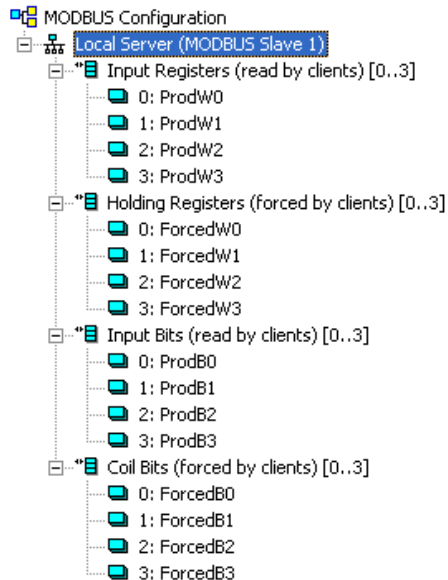 MODBUS Configuration
Local Server (MODBUS Slave 1)
Input Registers (read by clients) [0..3]
0: ProdW0
1: ProdW1
2: ProdW2
3: ProdW3
Holding Registers (forced by clients) [0..3]
0: ForcedW0
1: ForcedW1
2: ForcedW2
3: ForcedW3
Input Bits (read by clients) [0..3]
0: ProdB0
1: ProdB1
2: ProdB2
3: ProdB3
Coil Bits (forced by clients) [0..3]
0: ForcedB0
1: ForcedB1
2: ForcedB2
3: ForcedB3